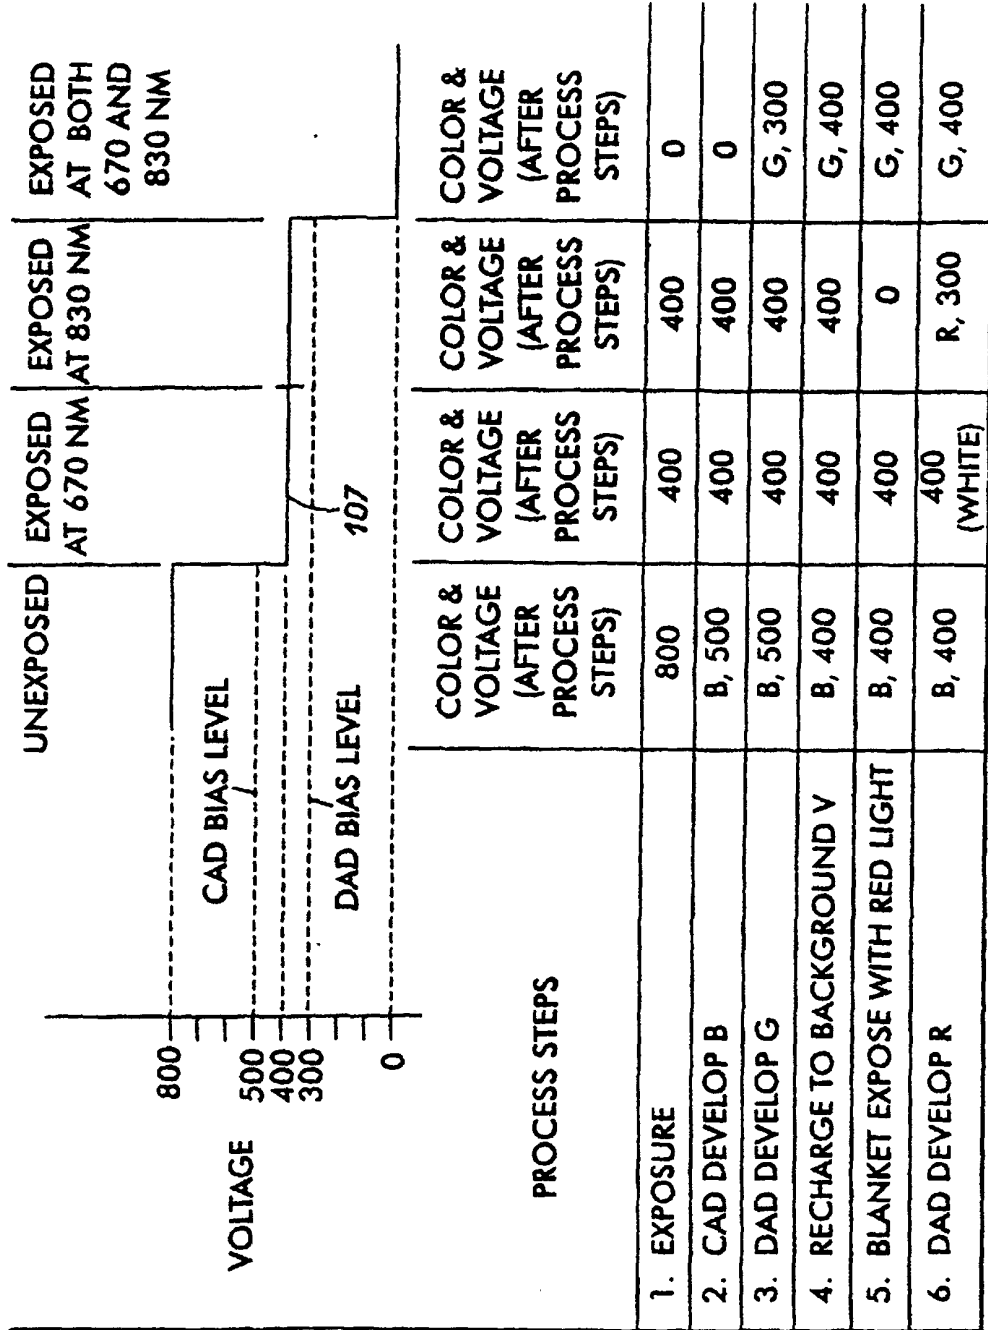 UNEXPOSED
EXPOSED
AT 670 NM
EXPOSED
AT 830 NM
EXPOSED
AT BOTH
670 AND
830 NM
VOLTAGE
800
500
400
300
0
CAD BIAS LEVEL
DAD BIAS LEVEL
107
PROCESS STEPS
COLOR &
VOLTAGE
(AFTER
PROCESS
STEPS)
COLOR &
VOLTAGE
(AFTER
PROCESS
STEPS)
COLOR &
VOLTAGE
(AFTER
PROCESS
STEPS)
COLOR &
VOLTAGE
(AFTER
PROCESS
STEPS)
1. EXPOSURE 800 400 400 0
2. CAD DEVELOP B B, 500 400 400 0
3. DAD DEVELOP G B, 500 400 400 G, 300
4. RECHARGE TO BACKGROUND V B, 400 400 400 G, 400
5. BLANKET EXPOSE WITH RED LIGHT B, 400 400 0 G, 400
6. DAD DEVELOP R B, 400 400 R, 300 G, 400
(WHITE)